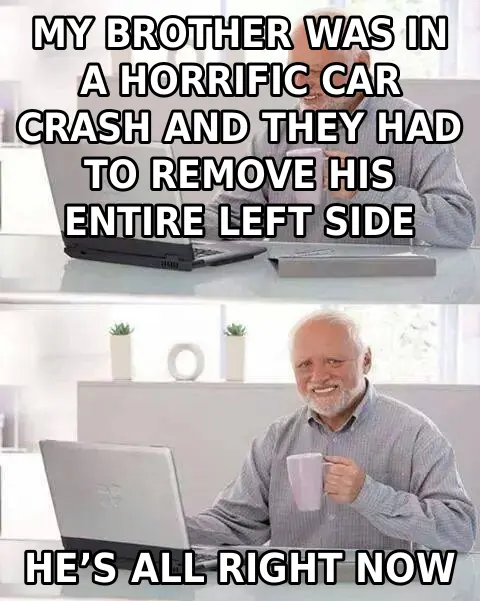 MY BROTHER WAS IN
A HORRIFIC CAR
CRASH AND THEY HAD
TO REMOVE HIS
ENTIRE LEFT SIDE
HE’S ALL RIGHT NOW